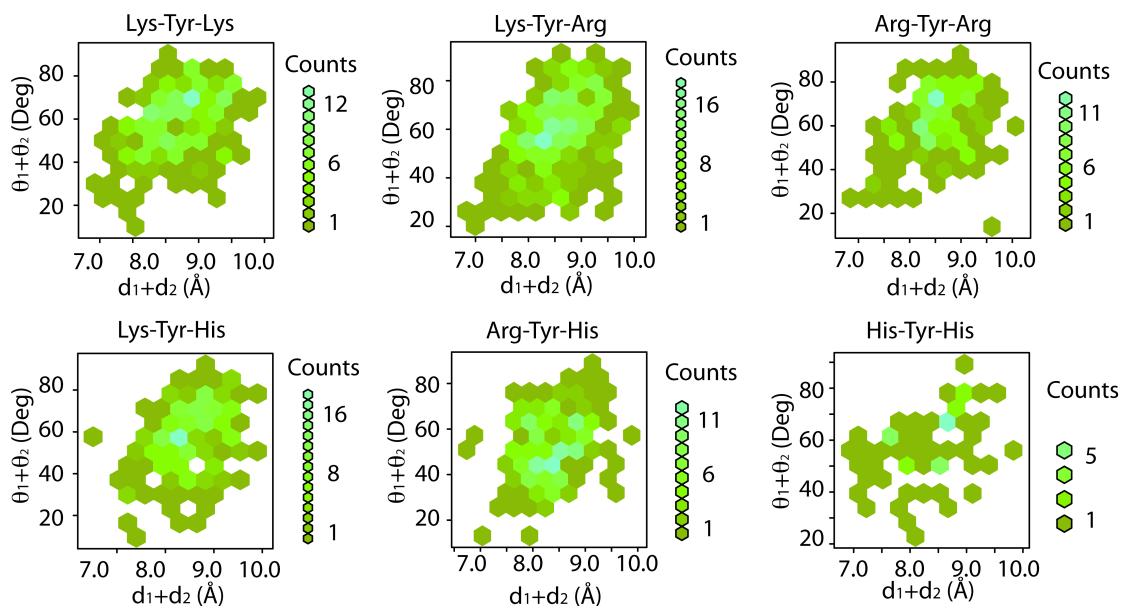 Lys-Tyr-Lys
Lys-Tyr-Arg
Arg-Tyr-Arg
θ₁+θ₂ (Deg)
80
60
40
20
7.0 8.0 9.0 10.0
d₁+d₂ (Å)
Counts
12
6
1
θ₁+θ₂ (Deg)
80
60
40
20
7.0 8.0 9.0 10.0
d₁+d₂ (Å)
Counts
16
8
1
θ₁+θ₂ (Deg)
80
60
40
20
7.0 8.0 9.0 10.0
d₁+d₂ (Å)
Counts
11
6
1
Lys-Tyr-His
Arg-Tyr-His
His-Tyr-His
θ₁+θ₂ (Deg)
80
60
40
20
7.0 8.0 9.0 10.0
d₁+d₂ (Å)
Counts
16
8
1
θ₁+θ₂ (Deg)
80
60
40
20
7.0 8.0 9.0 10.0
d₁+d₂ (Å)
Counts
11
6
1
θ₁+θ₂ (Deg)
80
60
40
20
7.0 8.0 9.0 10.0
d₁+d₂ (Å)
Counts
5
1